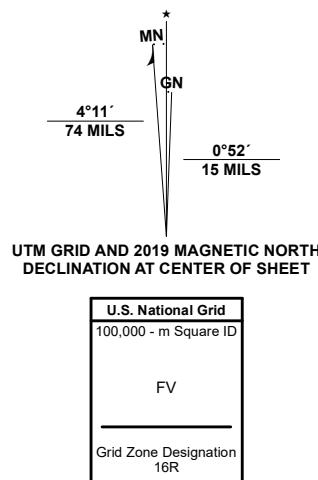 MN
GN
4°11´
74 MILS
0°52´
15 MILS
UTM GRID AND 2019 MAGNETIC NORTH
DECLINATION AT CENTER OF SHEET
U.S. National Grid
100,000 - m Square ID
FV
Grid Zone Designation
16R